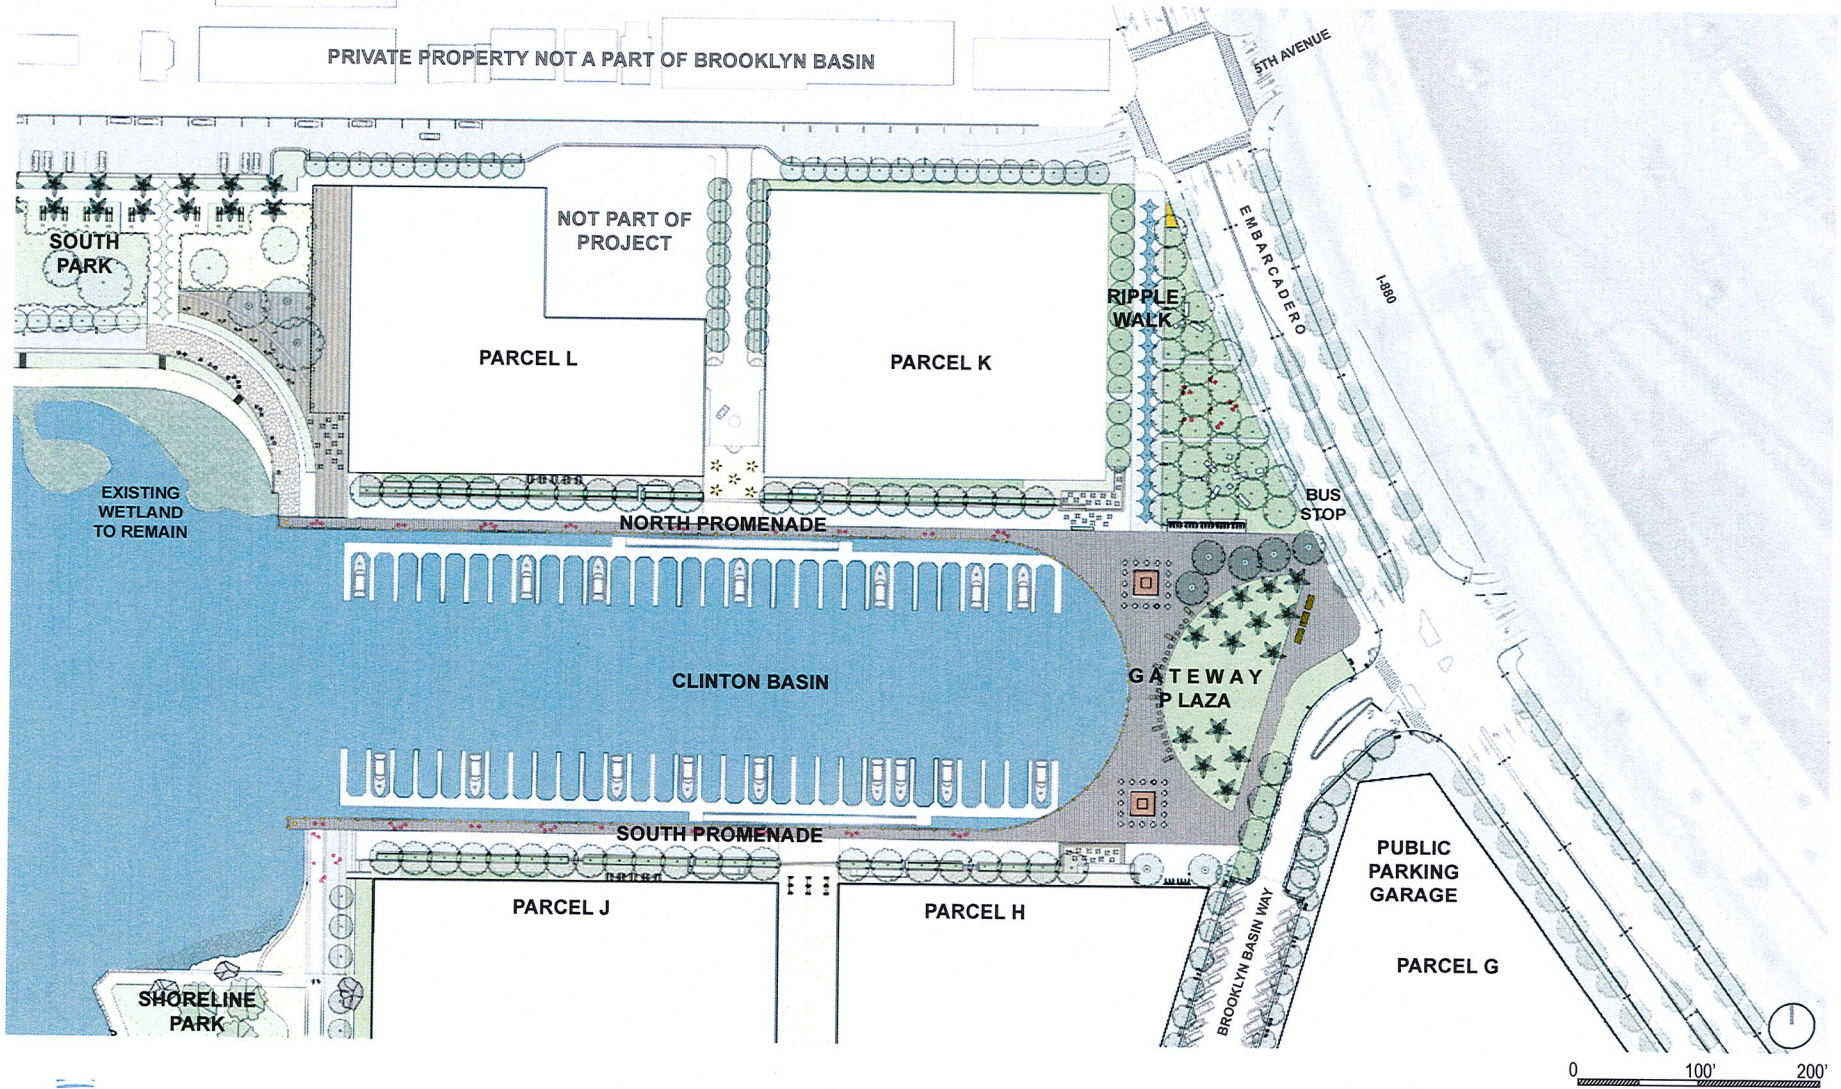 PRIVATE PROPERTY NOT A PART OF BROOKLYN BASIN
5TH AVENUE
SOUTH
PARK
NOT PART OF
PROJECT
EMBARCADERO
I-880
RIPPLE
WALK
PARCEL L
PARCEL K
EXISTING
WETLAND
TO REMAIN
BUS
STOP
NORTH PROMENADE
CLINTON BASIN
GATEWAY
PLAZA
SOUTH PROMENADE
PUBLIC
PARKING
GARAGE
PARCEL J
PARCEL H
BROOKLYN BASIN WAY
PARCEL G
SHORELINE
PARK
0 100' 200'